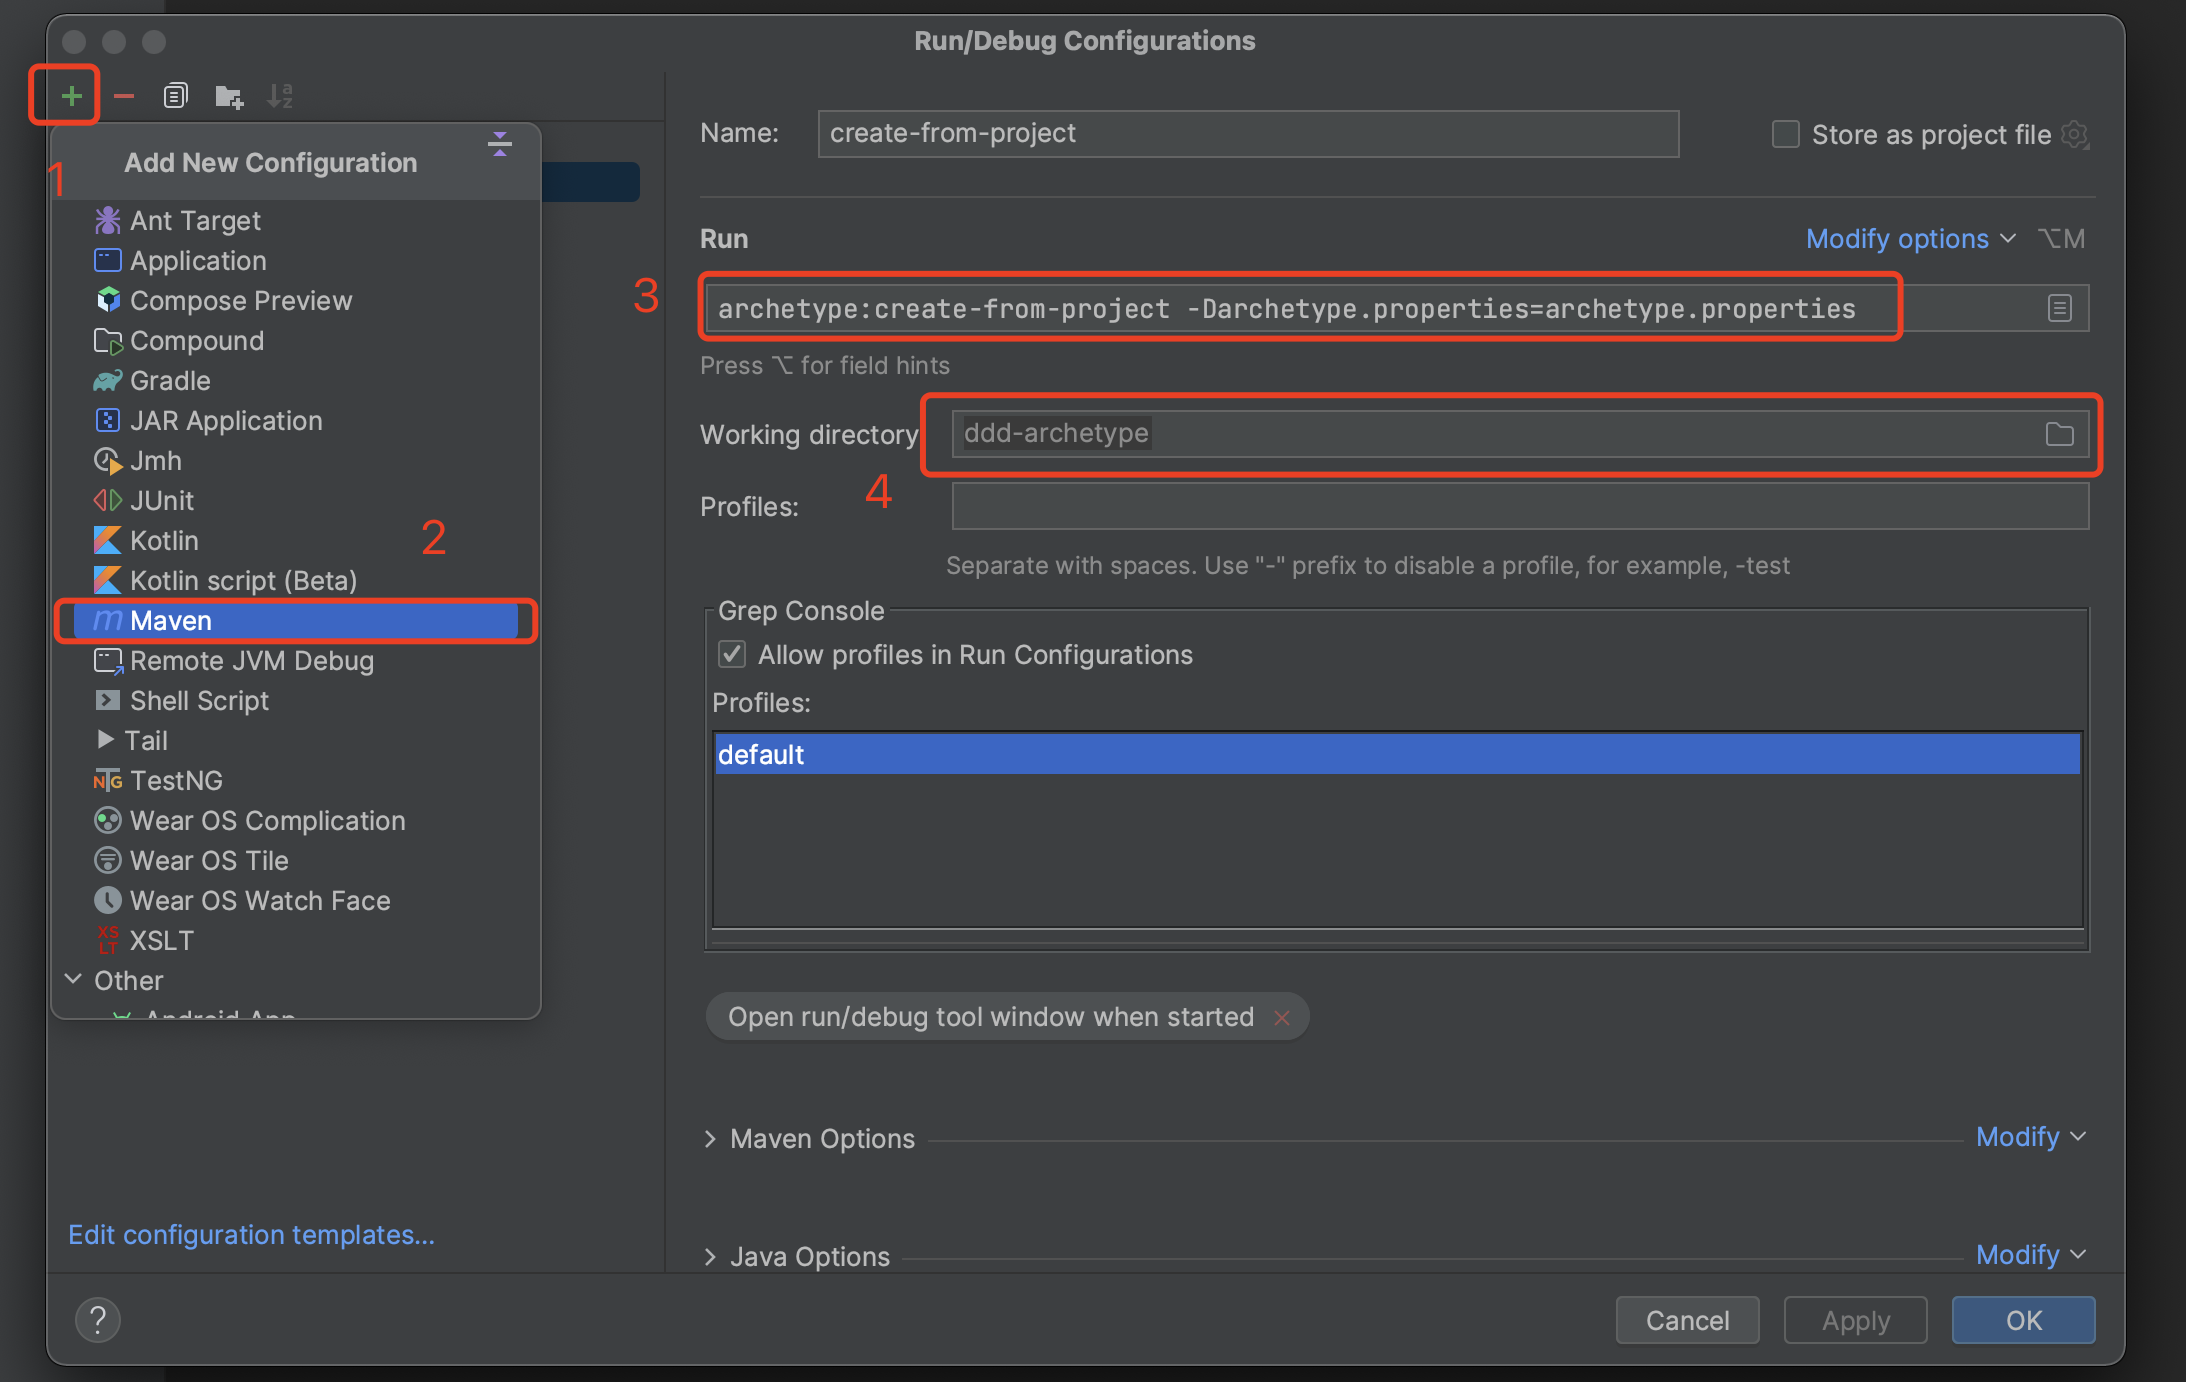 Run/Debug Configurations
1
Add New Configuration
Ant Target
Application
Compose Preview
Compound
Gradle
JAR Application
Jmh
JUnit
2
Kotlin
Kotlin script (Beta)
Maven
Remote JVM Debug
Shell Script
Tail
TestNG
Wear OS Complication
Wear OS Tile
Wear OS Watch Face
XSLT
Other
Android App
Edit configuration templates...
Name: create-from-project
Store as project file
Run
Modify options ⌥M
3
archetype:create-from-project -Darchetype.properties=archetype.properties
Press ⌥ for field hints
Working directory ddd-archetype
4
Profiles:
Separate with spaces. Use "-" prefix to disable a profile, for example, -test
Grep Console
Allow profiles in Run Configurations
Profiles:
default
Open run/debug tool window when started
Maven Options Modify
Java Options Modify
?
Cancel Apply OK